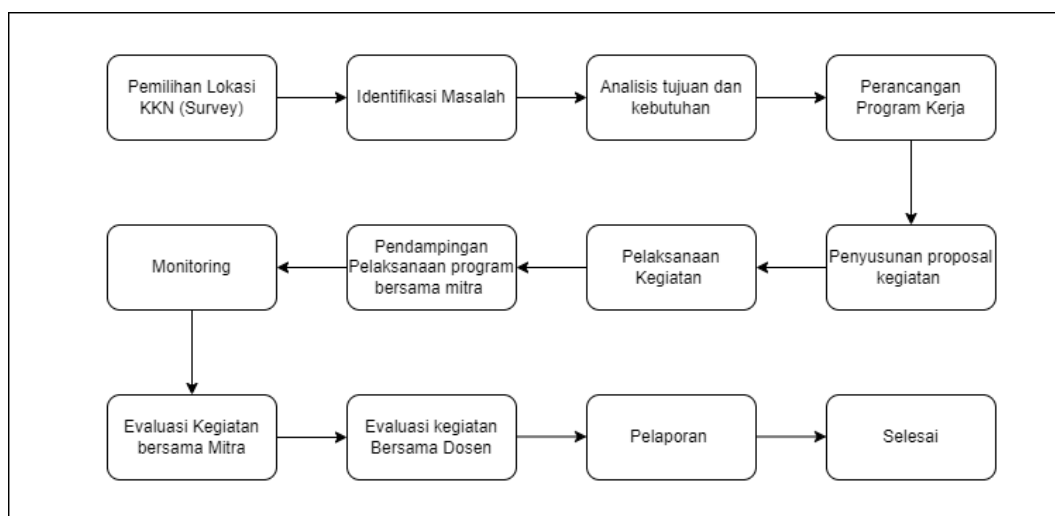 Pemilihan Lokasi
KKN (Survey)
Identifikasi Masalah
Analisis tujuan dan
kebutuhan
Perancangan
Program Kerja
Penyusunan proposal
kegiatan
Pelaksanaan
Kegiatan
Pendampingan
Pelaksanaan program
bersama mitra
Monitoring
Evaluasi Kegiatan
bersama Mitra
Evaluasi kegiatan
Bersama Dosen
Pelaporan
Selesai